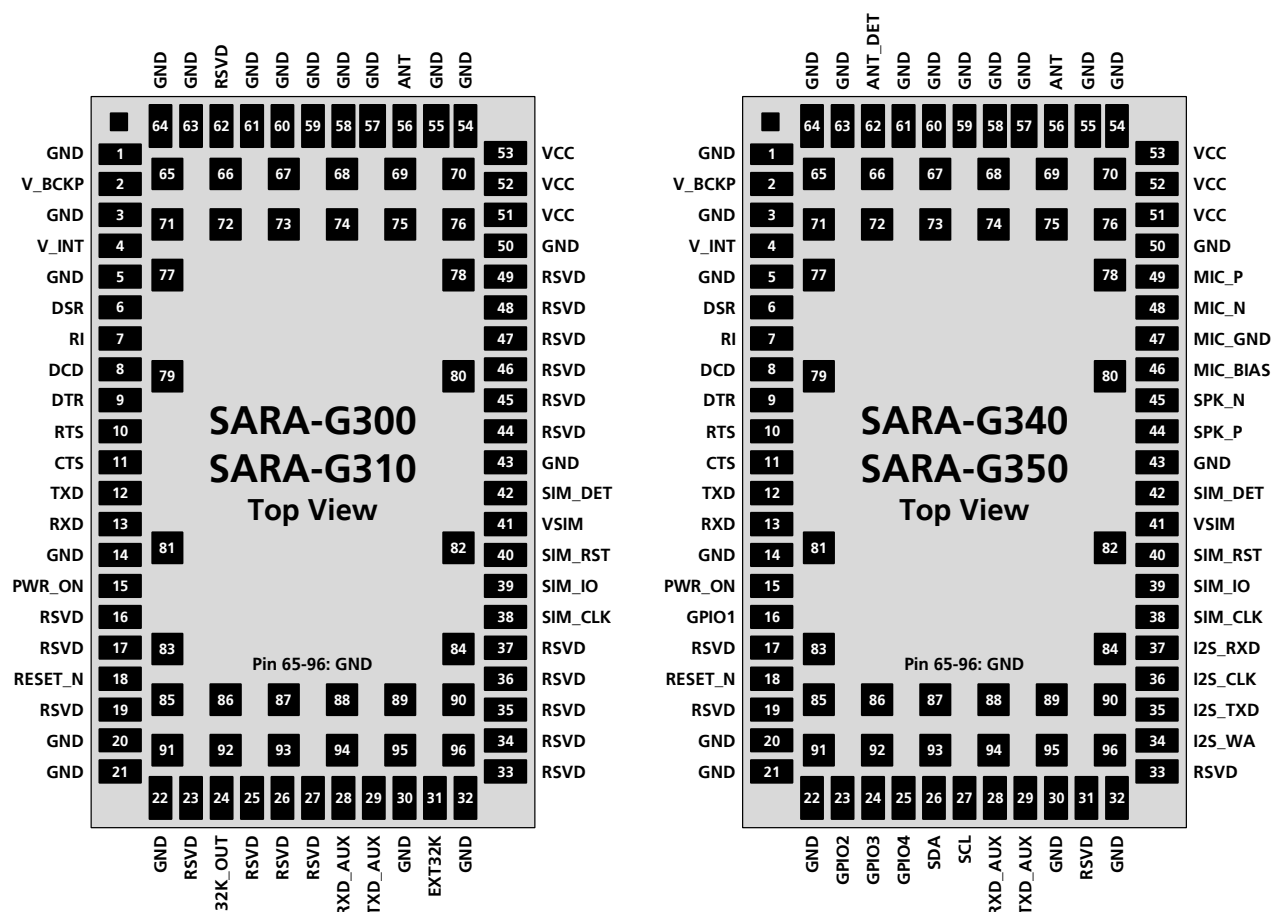 GND GND RSVD GND GND GND GND GND ANT GND GND
64 63 62 61 60 59 58 57 56 55 54
GND 1 65 66 67 68 69 70 53 VCC
V_BCKP 2 52 VCC
GND 3 71 72 73 74 75 76 51 VCC
V_INT 4 50 GND
GND 5 77 78 49 RSVD
DSR 6 48 RSVD
RI 7 47 RSVD
DCD 8 79 80 46 RSVD
DTR 9 45 RSVD
RTS 10 44 RSVD
CTS 11 43 GND
TXD 12 42 SIM_DET
RXD 13 41 VSIM
GND 14 81 82 40 SIM_RST
PWR_ON 15 39 SIM_IO
RSVD 16 38 SIM_CLK
RSVD 17 83 84 37 RSVD
RESET_N 18 36 RSVD
RSVD 19 85 86 87 88 89 90 35 RSVD
GND 20 91 92 93 94 95 96 34 RSVD
GND 21 33 RSVD
SARA-G300
SARA-G310
Top View
Pin 65-96: GND
22 23 24 25 26 27 28 29 30 31 32
GND RSVD 32K_OUT RSVD RSVD RSVD RXD_AUX TXD_AUX GND EXT32K GND
GND GND ANT_DET GND GND GND GND GND ANT GND GND
64 63 62 61 60 59 58 57 56 55 54
GND 1 65 66 67 68 69 70 53 VCC
V_BCKP 2 52 VCC
GND 3 71 72 73 74 75 76 51 VCC
V_INT 4 50 GND
GND 5 77 78 49 MIC_P
DSR 6 48 MIC_N
RI 7 47 MIC_GND
DCD 8 79 80 46 MIC_BIAS
DTR 9 45 SPK_N
RTS 10 44 SPK_P
CTS 11 43 GND
TXD 12 42 SIM_DET
RXD 13 41 VSIM
GND 14 81 82 40 SIM_RST
PWR_ON 15 39 SIM_IO
GPIO1 16 38 SIM_CLK
RSVD 17 83 84 37 I2S_RXD
RESET_N 18 36 I2S_CLK
RSVD 19 85 86 87 88 89 90 35 I2S_TXD
GND 20 91 92 93 94 95 96 34 I2S_WA
GND 21 33 RSVD
SARA-G340
SARA-G350
Top View
Pin 65-96: GND
22 23 24 25 26 27 28 29 30 31 32
GND GPIO2 GPIO3 GPIO4 SDA SCL RXD_AUX TXD_AUX GND RSVD GND